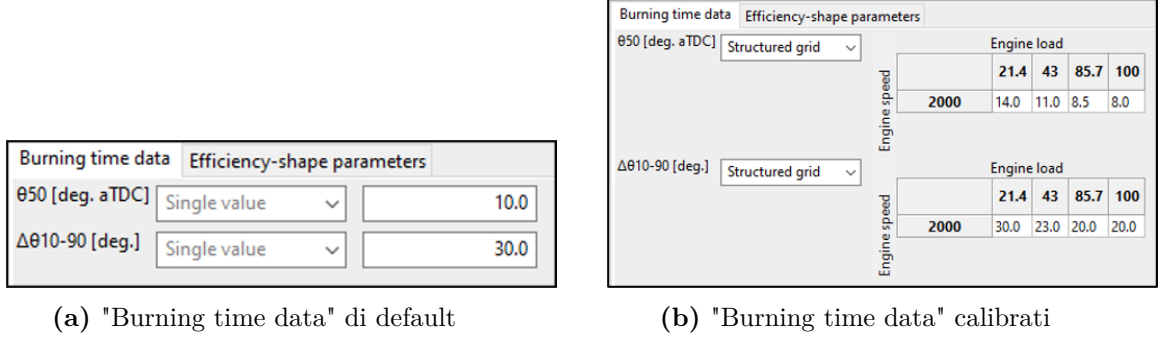 Burning time data Efficiency-shape parameters
θ50 [deg. aTDC] Single value 10.0
Δθ10-90 [deg.] Single value 30.0
(a) "Burning time data" di default
Burning time data Efficiency-shape parameters
θ50 [deg. aTDC] Structured grid
Engine load
Engine speed
21.4 43 85.7 100
2000 14.0 11.0 8.5 8.0
Δθ10-90 [deg.] Structured grid
Engine load
Engine speed
21.4 43 85.7 100
2000 30.0 23.0 20.0 20.0
(b) "Burning time data" calibrati